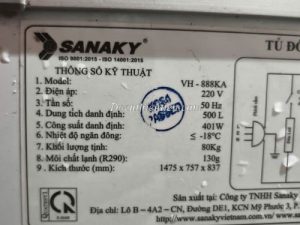 SANAKY
ISO 9001:2015 - ISO 14001:2015
TỦ ĐÔ
THÔNG SỐ KỸ THUẬT
1. Model: VH - 888KA
2. Điện áp: 220 V
3. Tần số: 50 Hz
4. Dung tích danh định: 500 L
5. Công suất danh định: 401W
6. Nhiệt độ ngăn đông: ≤ -18°C
7. Khối lượng tịnh: 80Kg
8. Môi chất lạnh (R290): 130g
9. Kích thước (mm): 1475 x 757 x 837
Sản xuất tại: Công ty TNHH Sanaky
Địa chỉ: Lô B - 4A2 - CN, Đường DE1, KCN Mỹ Phước 3, P
www.sanakyvietnam.vn